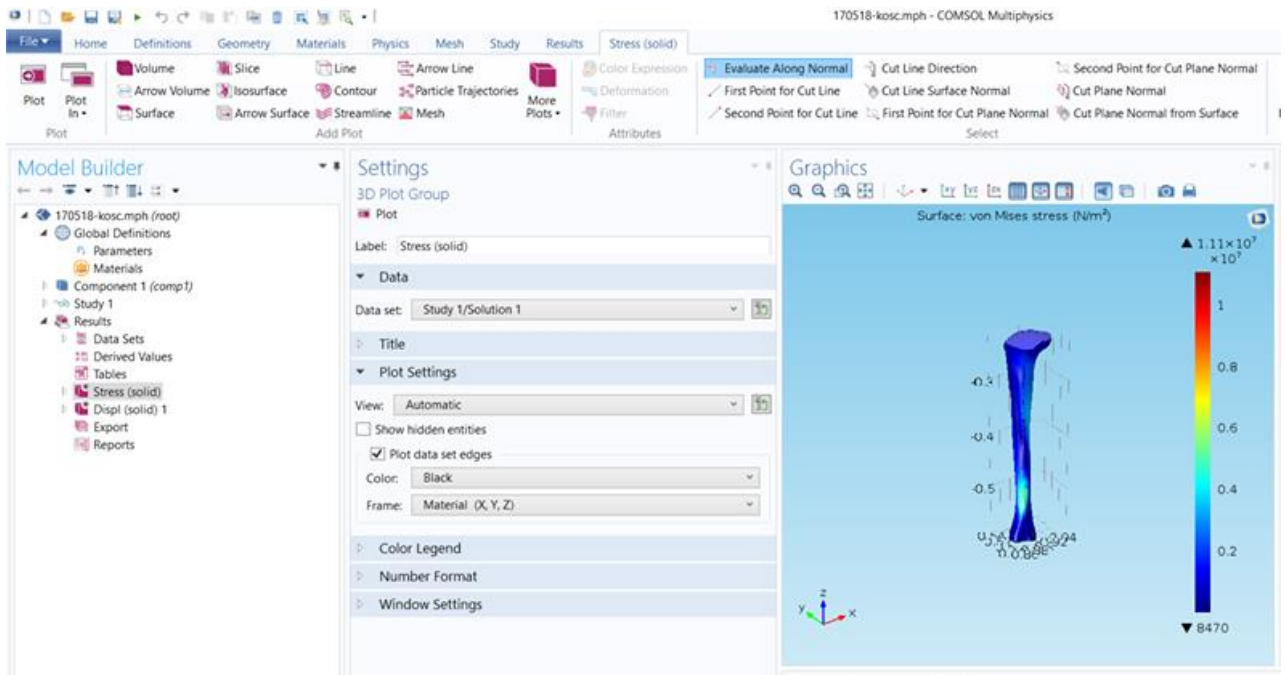 170518-kosc.mph - COMSOL Multiphysics
File Home Definitions Geometry Materials Physics Mesh Study Results Stress (solid)
Volume Slice Line Arrow Line Color Expression Evaluate Along Normal Cut Line Direction Second Point for Cut Plane Normal
Plot Plot In Arrow Volume Isosurface Contour Particle Trajectories More Plots Deformation First Point for Cut Line Cut Line Surface Normal Cut Plane Normal
Surface Arrow Surface Streamline Mesh Filter Second Point for Cut Line First Point for Cut Plane Normal Cut Plane Normal from Surface
Plot Add Plot Attributes Select
Model Builder
170518-kosc.mph (root)
Global Definitions
Parameters
Materials
Component 1 (comp1)
Study 1
Results
Data Sets
Derived Values
Tables
Stress (solid)
Displ (solid) 1
Export
Reports
Settings
3D Plot Group
Plot
Label: Stress (solid)
Data
Data set: Study 1/Solution 1
Title
Plot Settings
View: Automatic
Show hidden entities
Plot data set edges
Color: Black
Frame: Material (X, Y, Z)
Color Legend
Number Format
Window Settings
Graphics
Surface: von Mises stress (N/m²)
▲ 1.11×10⁷
×10⁷
1
0.8
0.6
0.4
0.2
▼ 8470
-0.3
-0.4
-0.5
z
y x